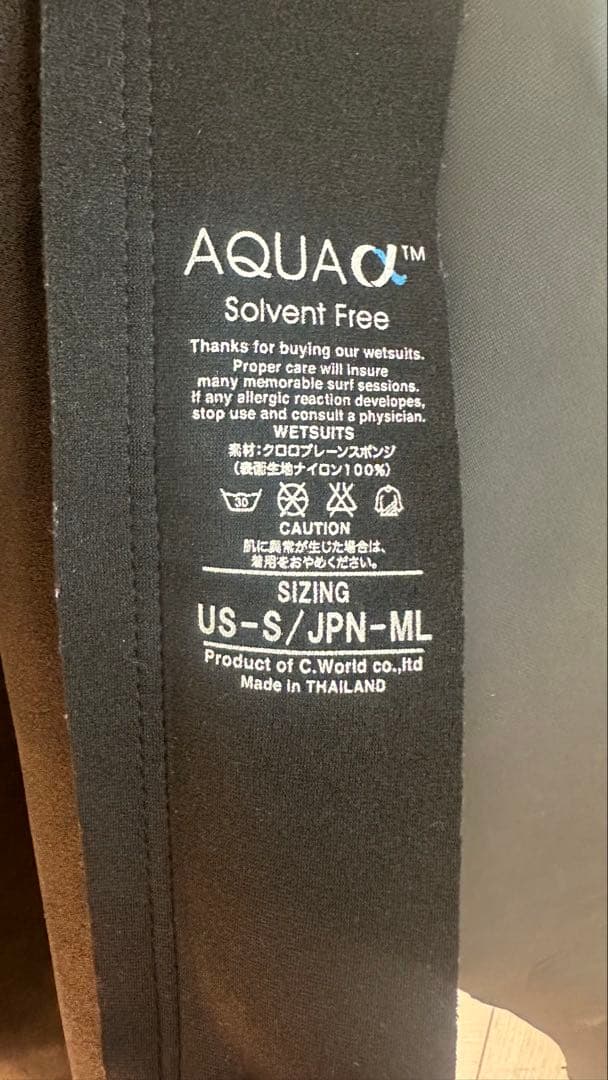 AQUAα™
Solvent Free
Thanks for buying our wetsuits.
Proper care will insure
many memorable surf sessions.
If any allergic reaction developes,
stop use and consult a physician.
WETSUITS
素材:クロロプレーンスポンジ
(表面生地ナイロン100%)
30
CAUTION
肌に異常が生じた場合は、
着用をおやめください。
SIZING
US-S/JPN-ML
Product of C.World co.,ltd
Made in THAILAND